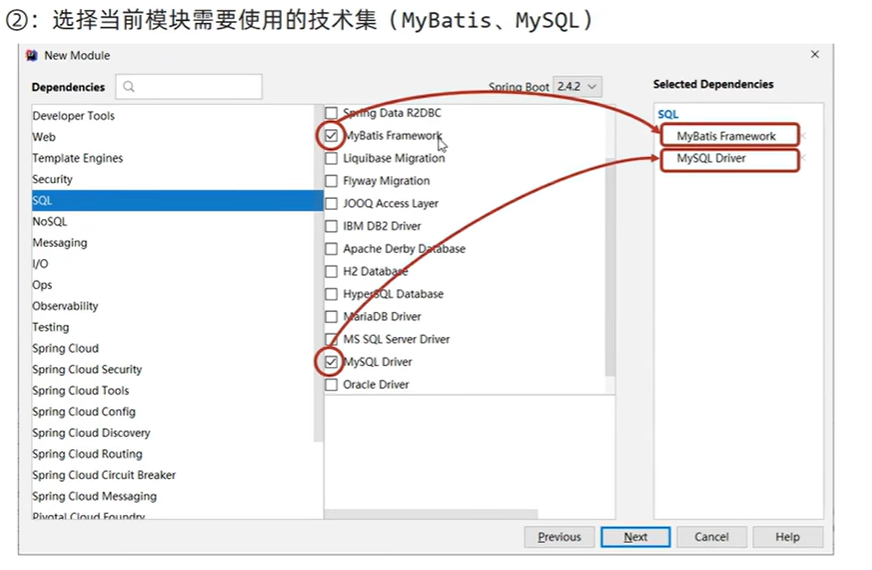 ②：选择当前模块需要使用的技术集（MyBatis、MySQL）
New Module
Dependencies
Spring Boot 2.4.2
Selected Dependencies
Developer Tools
Web
Template Engines
Security
SQL
NoSQL
Messaging
I/O
Ops
Observability
Testing
Spring Cloud
Spring Cloud Security
Spring Cloud Tools
Spring Cloud Config
Spring Cloud Discovery
Spring Cloud Routing
Spring Cloud Circuit Breaker
Spring Cloud Messaging
Pivotal Cloud Foundry
Spring Data R2DBC
MyBatis Framework
Liquibase Migration
Flyway Migration
JOOQ Access Layer
IBM DB2 Driver
Apache Derby Database
H2 Database
HyperSQL Database
MariaDB Driver
MS SQL Server Driver
MySQL Driver
Oracle Driver
SQL
MyBatis Framework
MySQL Driver
Previous
Next
Cancel
Help